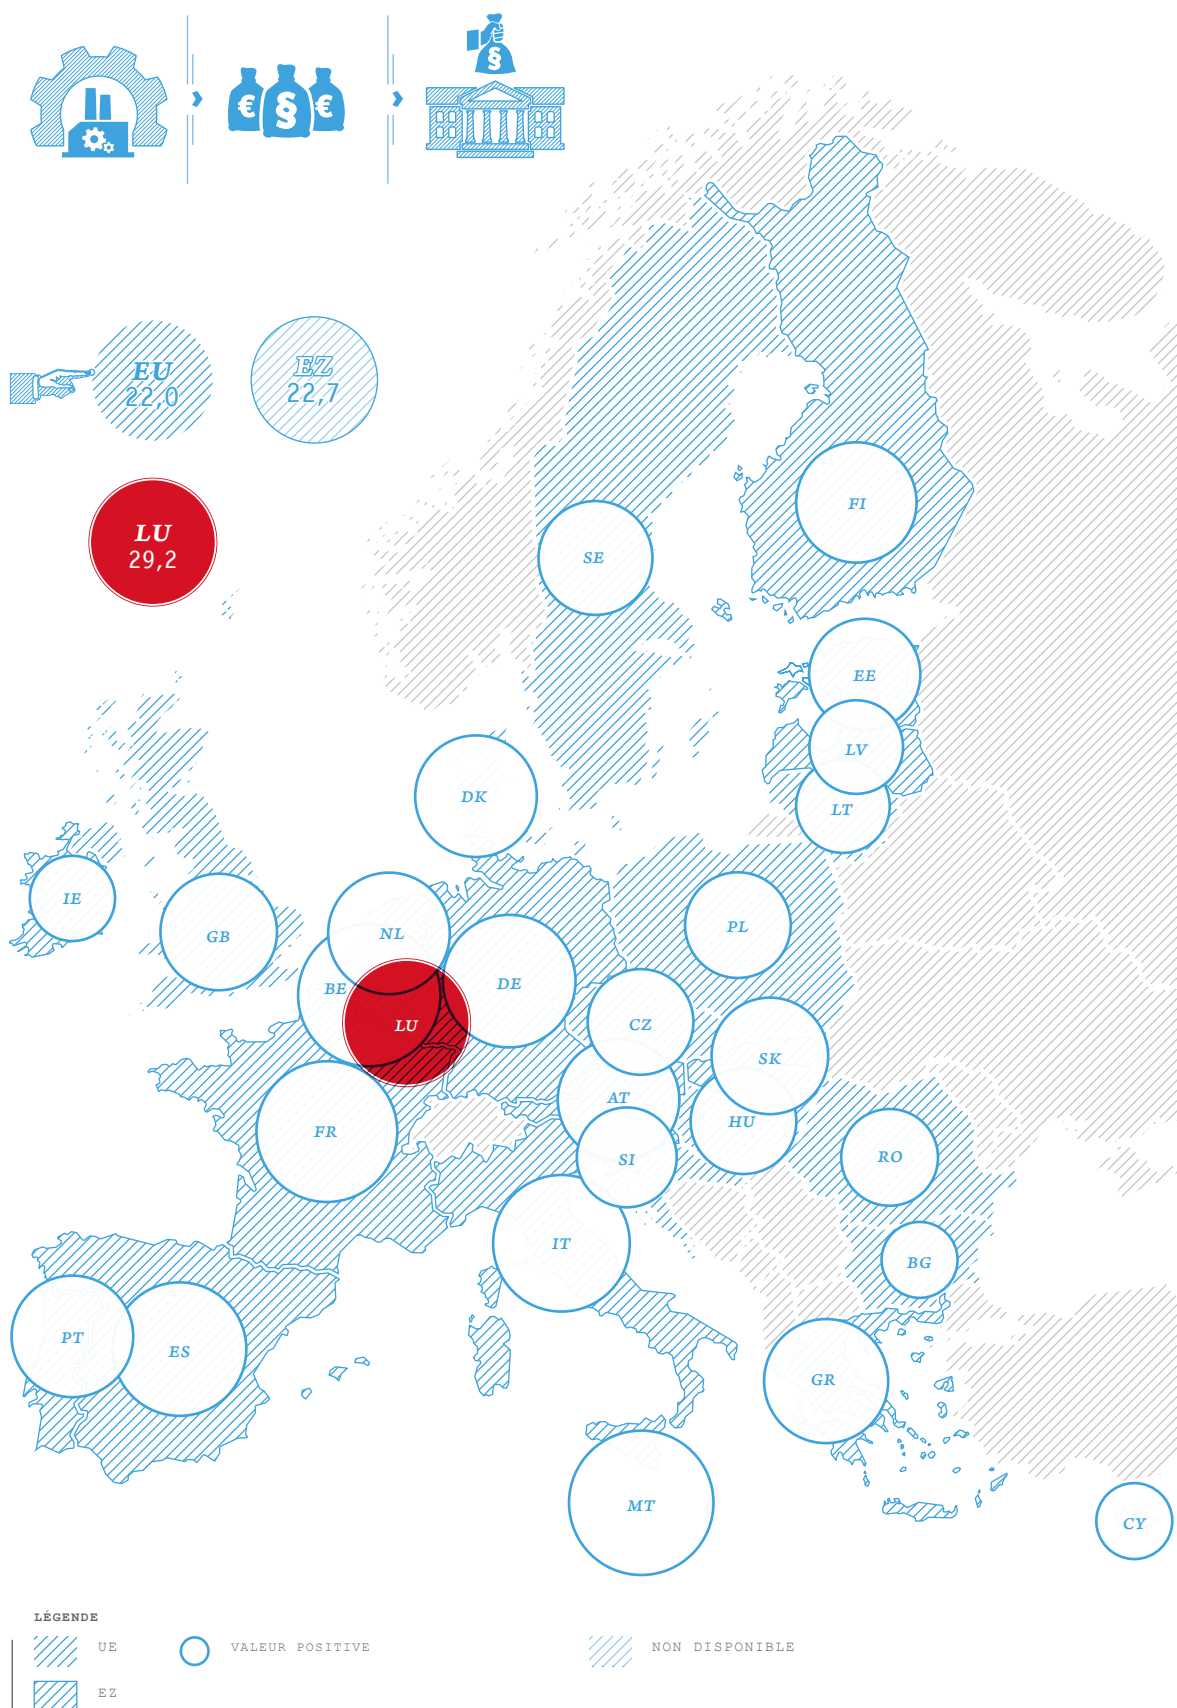 € § €
§
EU
22,0
EZ
22,7
LU
29,2
FI
SE
EE
LV
LT
DK
IE
GB
NL
BE
DE
LU
PL
CZ
SK
AT
HU
SI
FR
RO
IT
BG
PT
ES
GR
MT
CY
LÉGENDE
UE
VALEUR POSITIVE
NON DISPONIBLE
EZ